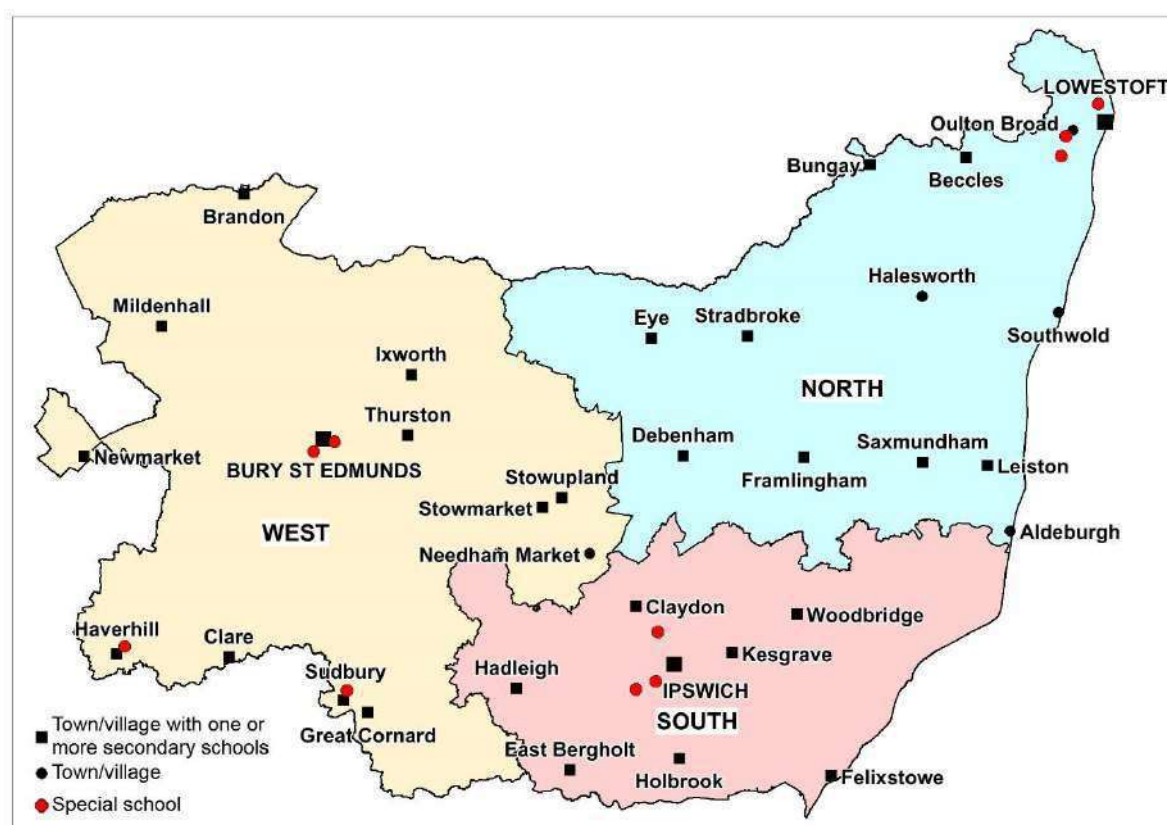 LOWESTOFT
Oulton Broad
Bungay
Beccles
Brandon
Halesworth
Mildenhall
Eye
Stradbroke
Southwold
Ixworth
NORTH
Thurston
Debenham
Saxmundham
Newmarket
Leiston
BURY ST EDMUNDS
Framlingham
Stowupland
Stowmarket
WEST
Aldeburgh
Needham Market
Claydon
Woodbridge
Haverhill
Clare
Kesgrave
Sudbury
Hadleigh
IPSWICH
SOUTH
Great Cornard
East Bergholt
Holbrook
Felixstowe
Town/village with one or
more secondary schools
Town/village
Special school